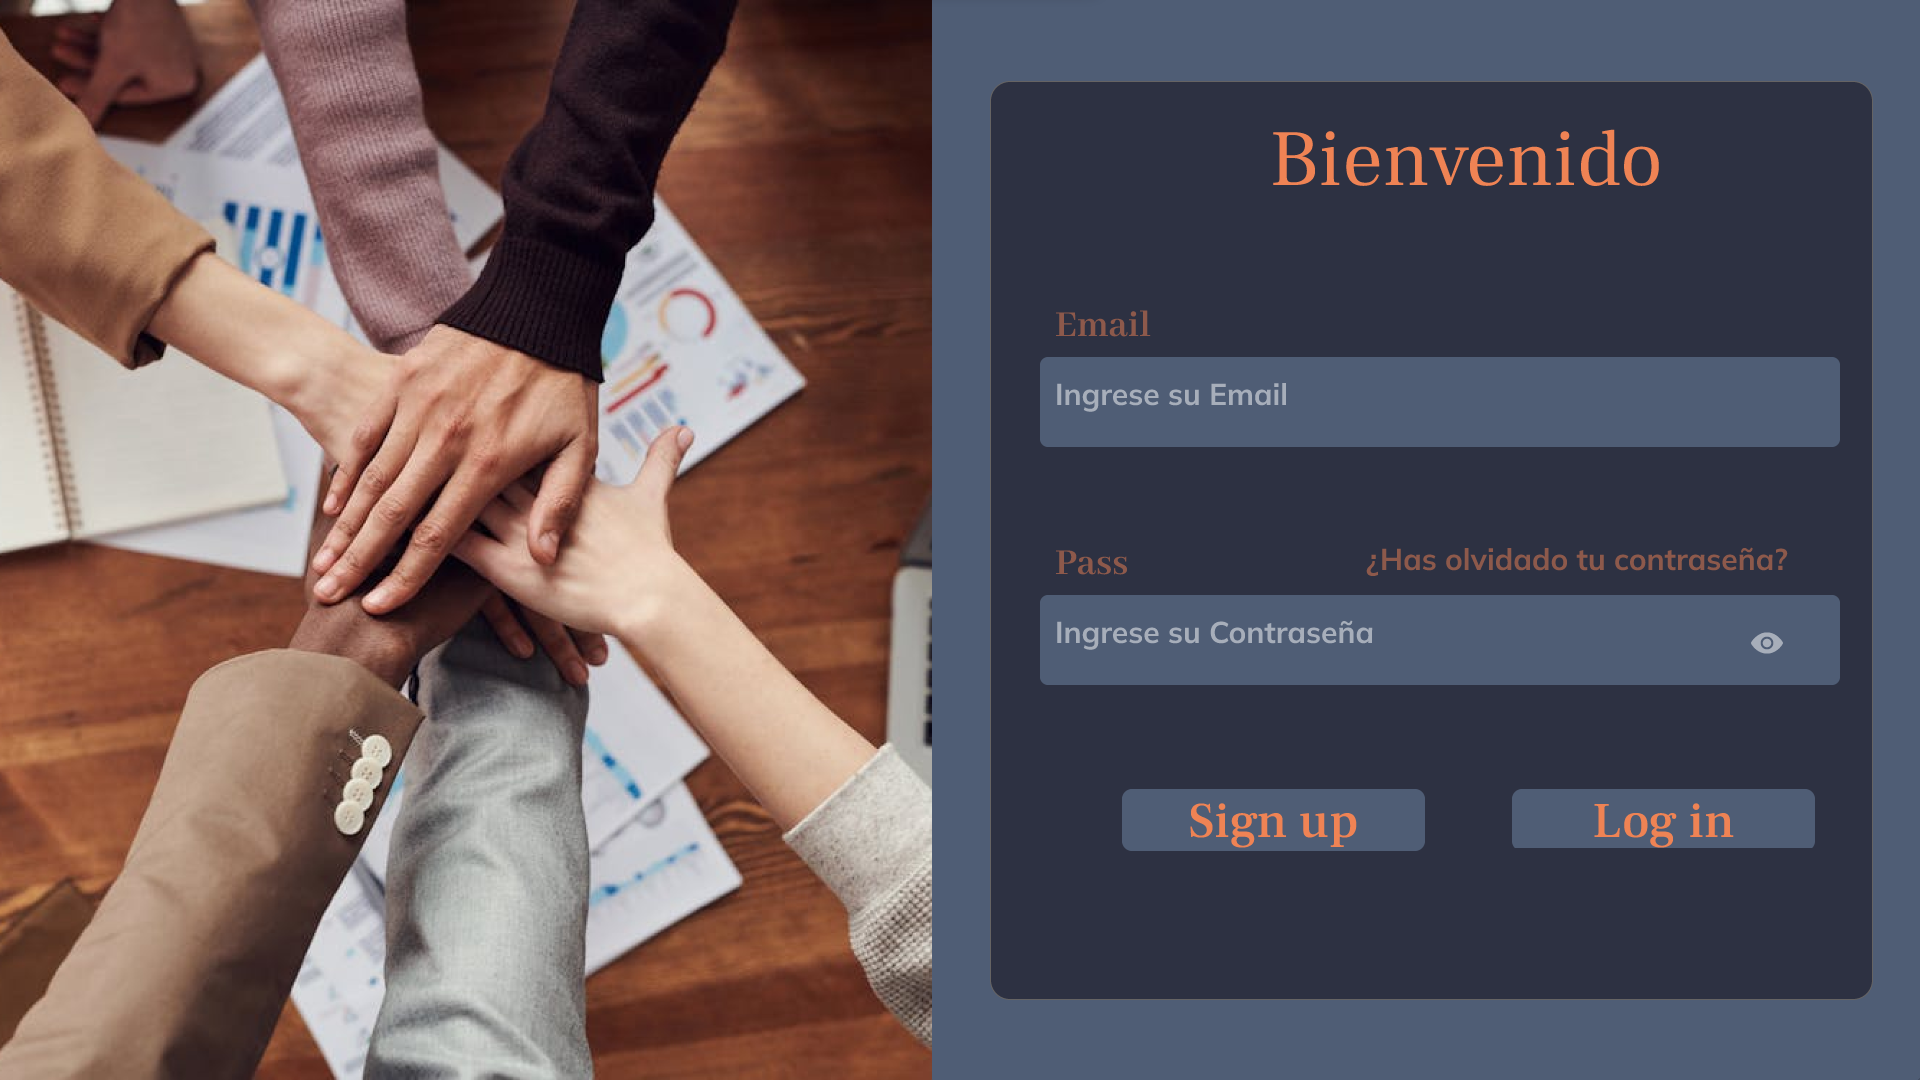 Bienvenido
Email
Ingrese su Email
Pass
¿Has olvidado tu contraseña?
Ingrese su Contraseña
Sign up
Log in